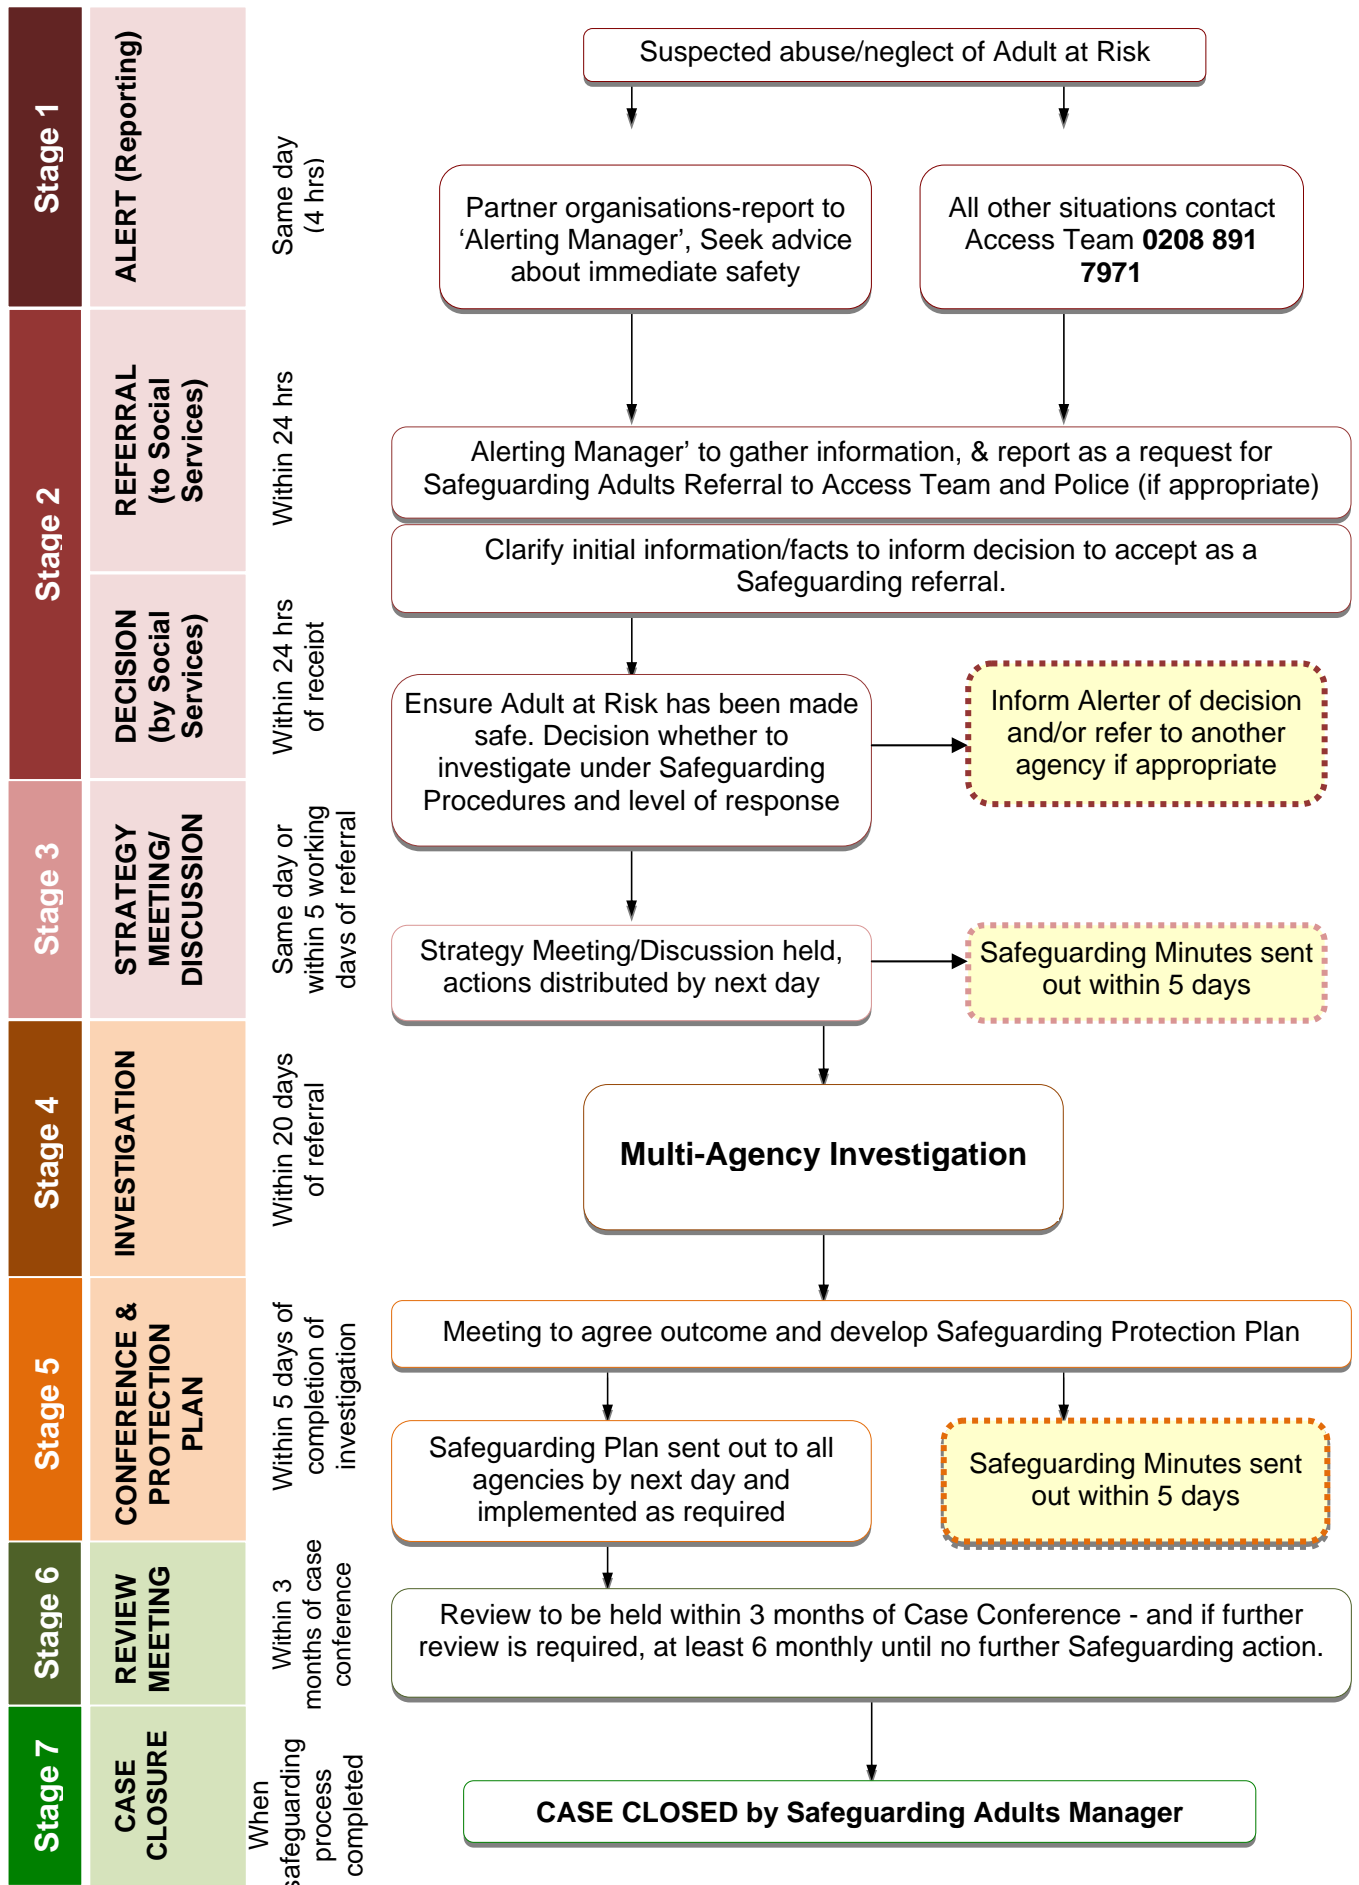 Stage 1
ALERT (Reporting)
Same day
(4 hrs)
Suspected abuse/neglect of Adult at Risk
Partner organisations-report to
‘Alerting Manager’, Seek advice
about immediate safety
All other situations contact
Access Team 0208 891
7971
Stage 2
REFERRAL
(to Social
Services)
Within 24 hrs
Alerting Manager’ to gather information, & report as a request for
Safeguarding Adults Referral to Access Team and Police (if appropriate)
Clarify initial information/facts to inform decision to accept as a
Safeguarding referral.
DECISION
(by Social
Services)
Within 24 hrs
of receipt
Ensure Adult at Risk has been made
safe. Decision whether to
investigate under Safeguarding
Procedures and level of response
Inform Alerter of decision
and/or refer to another
agency if appropriate
Stage 3
STRATEGY
MEETING/
DISCUSSION
Same day or
within 5 working
days of referral
Strategy Meeting/Discussion held,
actions distributed by next day
Safeguarding Minutes sent
out within 5 days
Stage 4
INVESTIGATION
Within 20 days
of referral
Multi-Agency Investigation
Stage 5
CONFERENCE &
PROTECTION
PLAN
Within 5 days of
completion of
investigation
Meeting to agree outcome and develop Safeguarding Protection Plan
Safeguarding Plan sent out to all
agencies by next day and
implemented as required
Safeguarding Minutes sent
out within 5 days
Stage 6
REVIEW
MEETING
Within 3
months of case
conference
Review to be held within 3 months of Case Conference - and if further
review is required, at least 6 monthly until no further Safeguarding action.
Stage 7
CASE
CLOSURE
When
safeguarding
process
completed
CASE CLOSED by Safeguarding Adults Manager